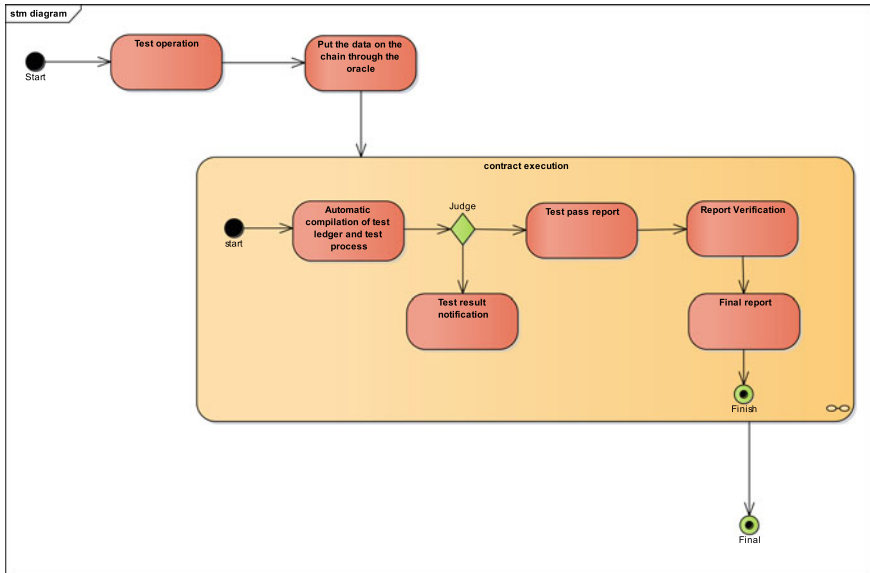 stm diagram
Test operation
Put the data on the
chain through the
oracle
Start
contract execution
Automatic
compilation of test
ledger and test
process
Judge
Test pass report
Report Verification
start
Test result
notification
Final report
Finish
Final